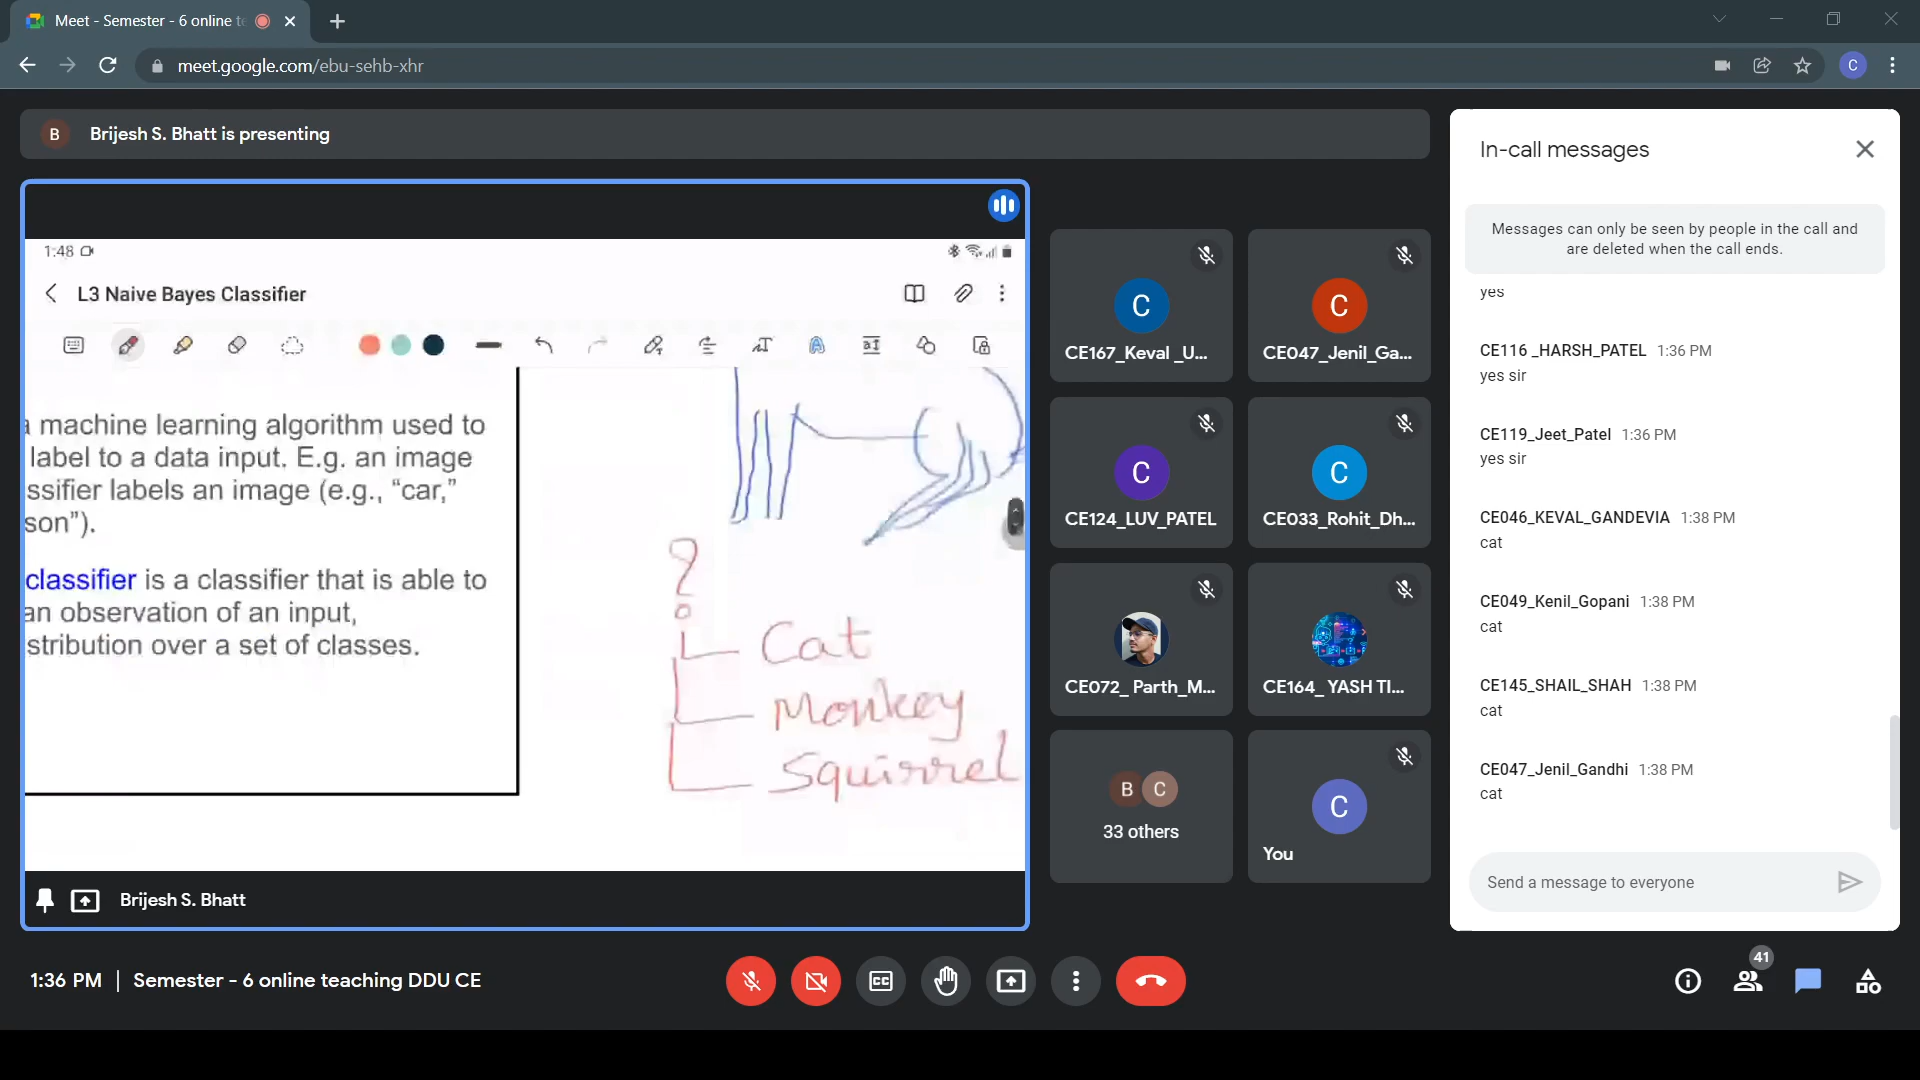 Meet - Semester - 6 online te
meet.google.com/ebu-sehb-xhr
C
B
Brijesh S. Bhatt is presenting
1:48
L3 Naive Bayes Classifier
machine learning algorithm used to
label to a data input. E.g. an image
ssifier labels an image (e.g., “car,”
son”).
classifier is a classifier that is able to
an observation of an input,
stribution over a set of classes.
?
Cat
Monkey
Squirrel
Brijesh S. Bhatt
C
CE167_Keval _U...
C
CE047_Jenil_Ga...
C
CE124_LUV_PATEL
C
CE033_Rohit_Dh...
CE072_ Parth_M...
CE164_ YASH TI...
B C
33 others
C
You
In-call messages
Messages can only be seen by people in the call and
are deleted when the call ends.
yes
CE116 _HARSH_PATEL 1:36 PM
yes sir
CE119_Jeet_Patel 1:36 PM
yes sir
CE046_KEVAL_GANDEVIA 1:38 PM
cat
CE049_Kenil_Gopani 1:38 PM
cat
CE145_SHAIL_SHAH 1:38 PM
cat
CE047_Jenil_Gandhi 1:38 PM
cat
Send a message to everyone
1:36 PM | Semester - 6 online teaching DDU CE
CC
41